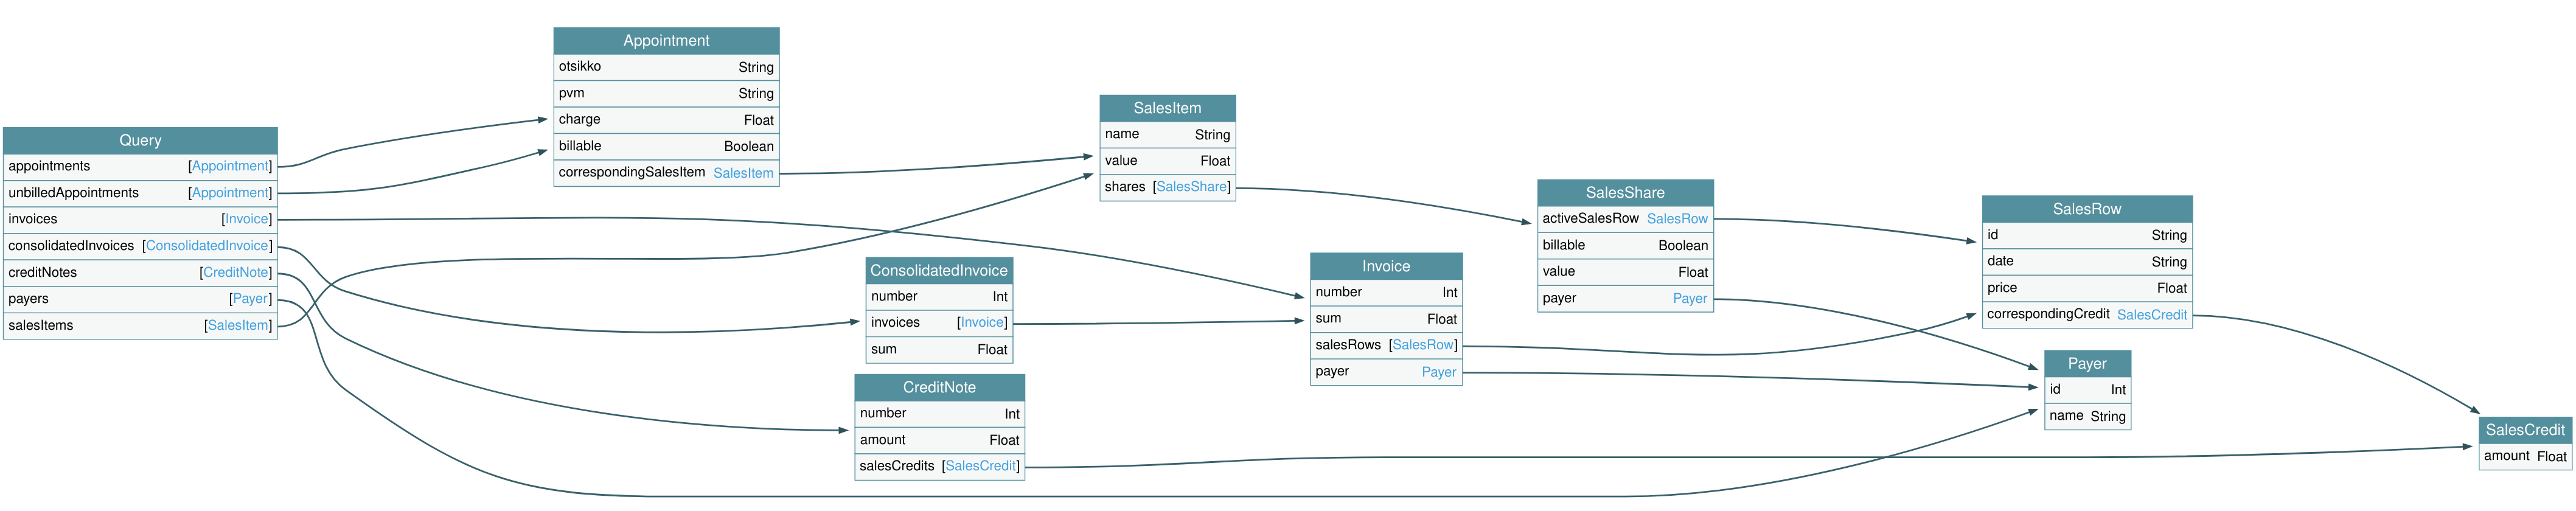 Query
appointments [Appointment]
unbilledAppointments [Appointment]
invoices [Invoice]
consolidatedInvoices [ConsolidatedInvoice]
creditNotes [CreditNote]
payers [Payer]
salesItems [SalesItem]
Appointment
otsikko String
pvm String
charge Float
billable Boolean
correspondingSalesItem SalesItem
ConsolidatedInvoice
number Int
invoices [Invoice]
sum Float
CreditNote
number Int
amount Float
salesCredits [SalesCredit]
SalesItem
name String
value Float
shares [SalesShare]
Invoice
number Int
sum Float
salesRows [SalesRow]
payer Payer
SalesShare
activeSalesRow SalesRow
billable Boolean
value Float
payer Payer
SalesRow
id String
date String
price Float
correspondingCredit SalesCredit
Payer
id Int
name String
SalesCredit
amount Float